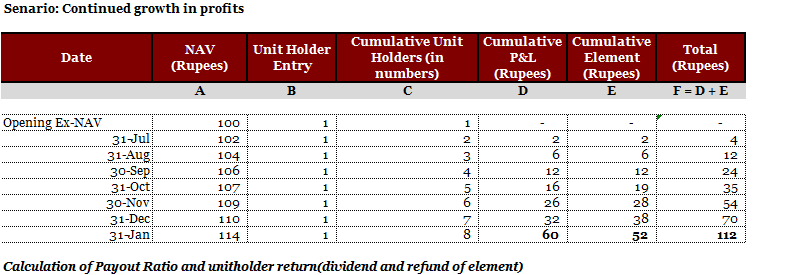 Senario: Continued growth in profits
Date NAV (Rupees) Unit Holder Entry Cumulative Unit Holders (in numbers) Cumulative P&L (Rupees) Cumulative Element (Rupees) Total (Rupees)
A B C D E F = D + E
Opening Ex-NAV 100 1 1 - - -
31-Jul 102 1 2 2 2 4
31-Aug 104 1 3 6 6 12
30-Sep 106 1 4 12 12 24
31-Oct 107 1 5 16 19 35
30-Nov 109 1 6 26 28 54
31-Dec 110 1 7 32 38 70
31-Jan 114 1 8 60 52 112
Calculation of Payout Ratio and unitholder return(dividend and refund of element)